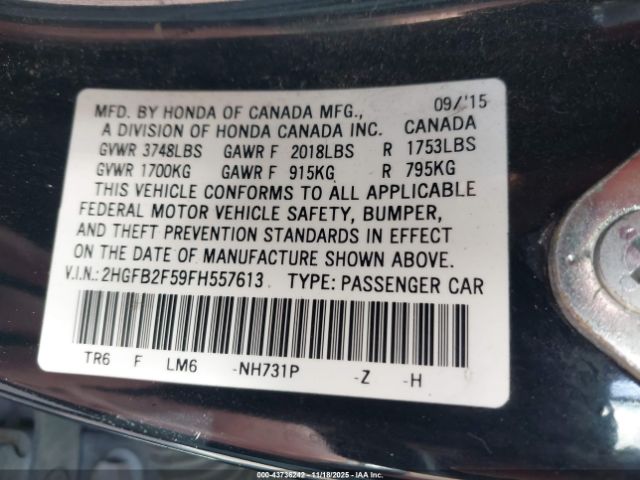 MFD. BY HONDA OF CANADA MFG., 09/'15
A DIVISION OF HONDA CANADA INC. CANADA
GVWR 3748LBS GAWR F 2018LBS R 1753LBS
GVWR 1700KG GAWR F 915KG R 795KG
THIS VEHICLE CONFORMS TO ALL APPLICABLE
FEDERAL MOTOR VEHICLE SAFETY, BUMPER,
AND THEFT PREVENTION STANDARDS IN EFFECT
ON THE DATE OF MANUFACTURE SHOWN ABOVE.
V.I.N.: 2HGFB2F59FH557613 TYPE: PASSENGER CAR
TR6 F LM6 -NH731P -Z -H
000-43736242 — 11/18/2025 — IAAI.COM